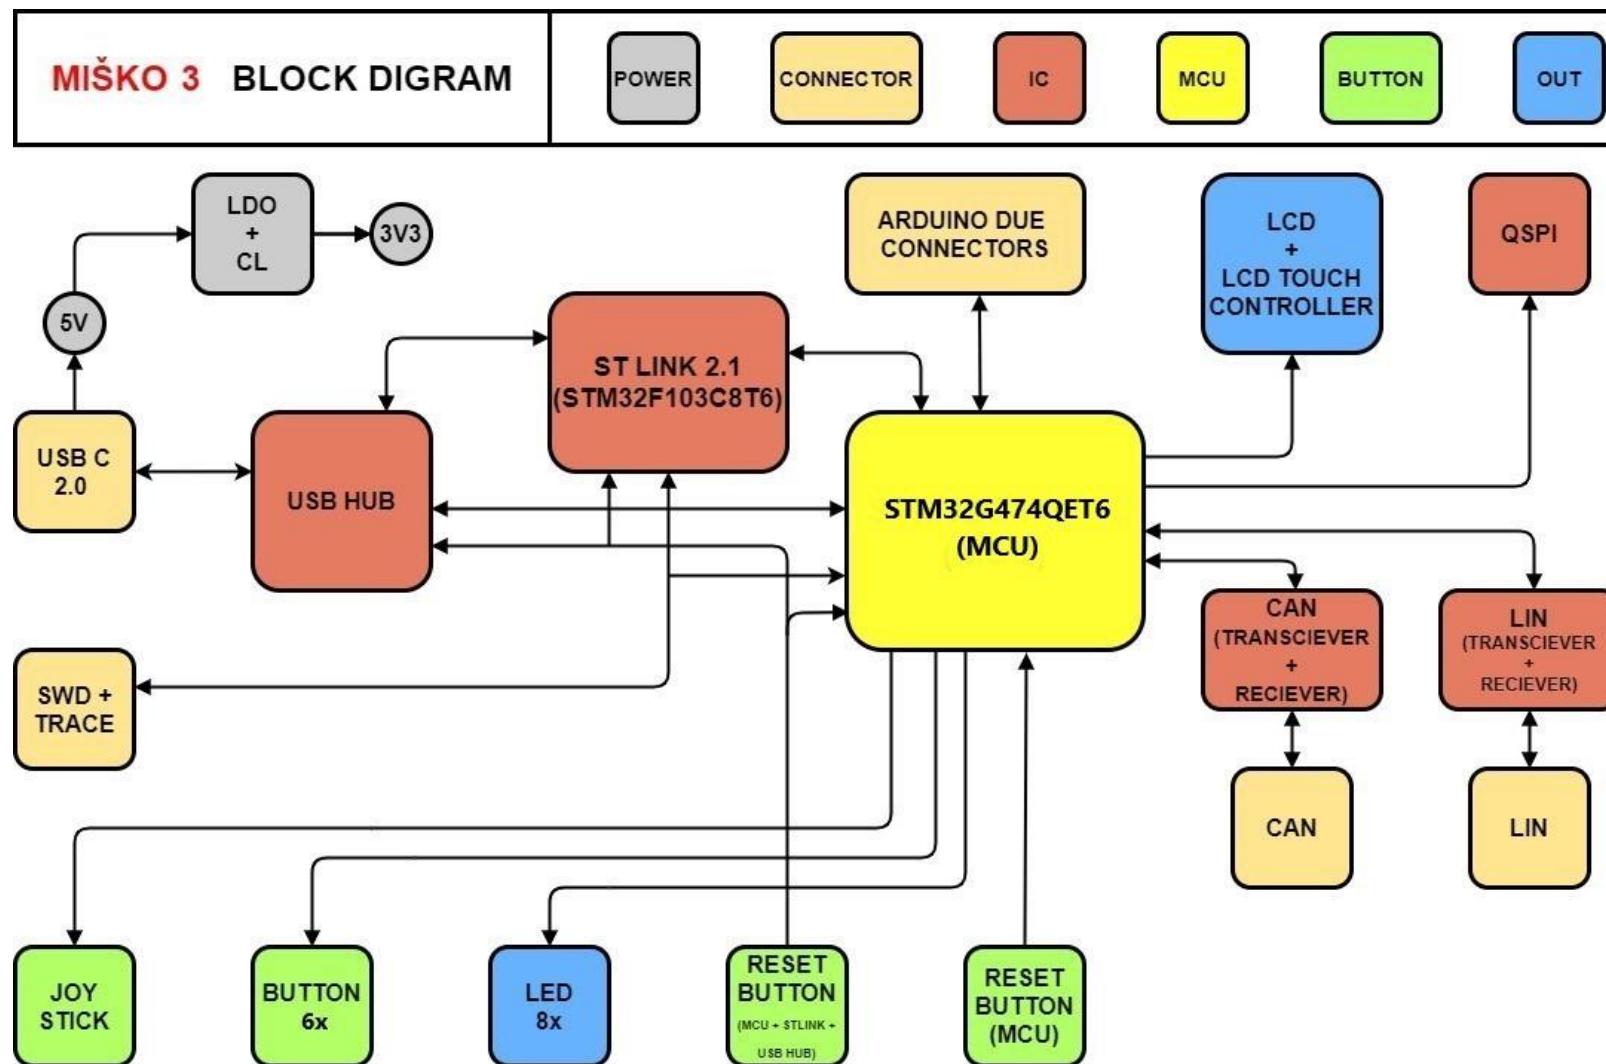 MIŠKO 3 BLOCK DIGRAM
POWER
CONNECTOR
IC
MCU
BUTTON
OUT
LDO
+
CL
3V3
5V
USB C
2.0
USB HUB
ST LINK 2.1
(STM32F103C8T6)
ARDUINO DUE
CONNECTORS
LCD
+
LCD TOUCH
CONTROLLER
QSPI
STM32G474QET6
(MCU)
CAN
(TRANSCIEVER
+
RECIEVER)
LIN
(TRANSCIEVER
+
RECIEVER)
SWD +
TRACE
CAN
LIN
JOY
STICK
BUTTON
6x
LED
8x
RESET
BUTTON
(MCU + STLINK +
USB HUB)
RESET
BUTTON
(MCU)